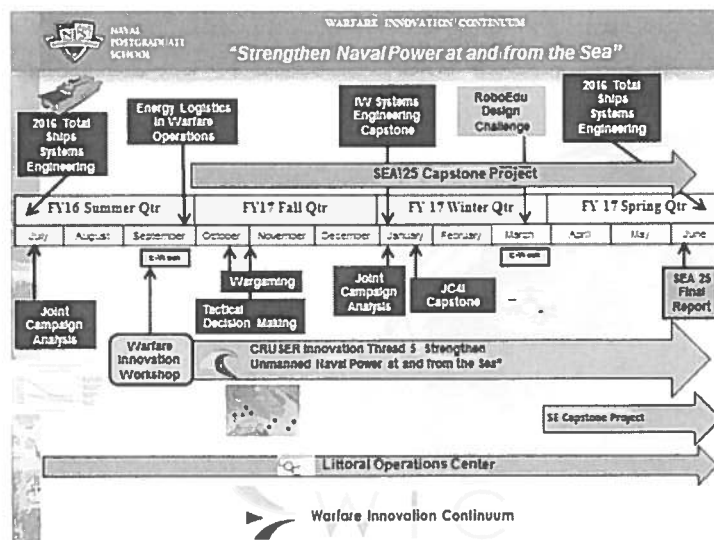 NAVAL
POSTGRADUATE
SCHOOL
WARFARE INNOVATION CONTINUUM
"Strengthen Naval Power at and from the Sea"
2016 Total
Ships
Systems
Engineering
Energy Logistics
in Warfare
Operations
IW Systems
Engineering
Capstone
RoboEdu
Design
Challenge
2016 Total
Ships
Systems
Engineering
SEA25 Capstone Project
FY16 Summer Qtr
FY17 Fall Qtr
FY 17 Winter Qtr
FY 17 Spring Qtr
July
August
September
October
November
December
January
February
March
April
May
June
E-Week
E-Week
Joint
Campaign
Analysis
Warfare
Innovation
Workshop
Wargaming
Tactical
Decision Making
Joint
Campaign
Analysis
JC4I
Capstone
SEA 25
Final
Report
CRUSER Innovation Thread 5 Strengthen
Unmanned Naval Power at and from the Sea"
SE Capstone Project
Littoral Operations Center
WIC
Warfare Innovation Continuum